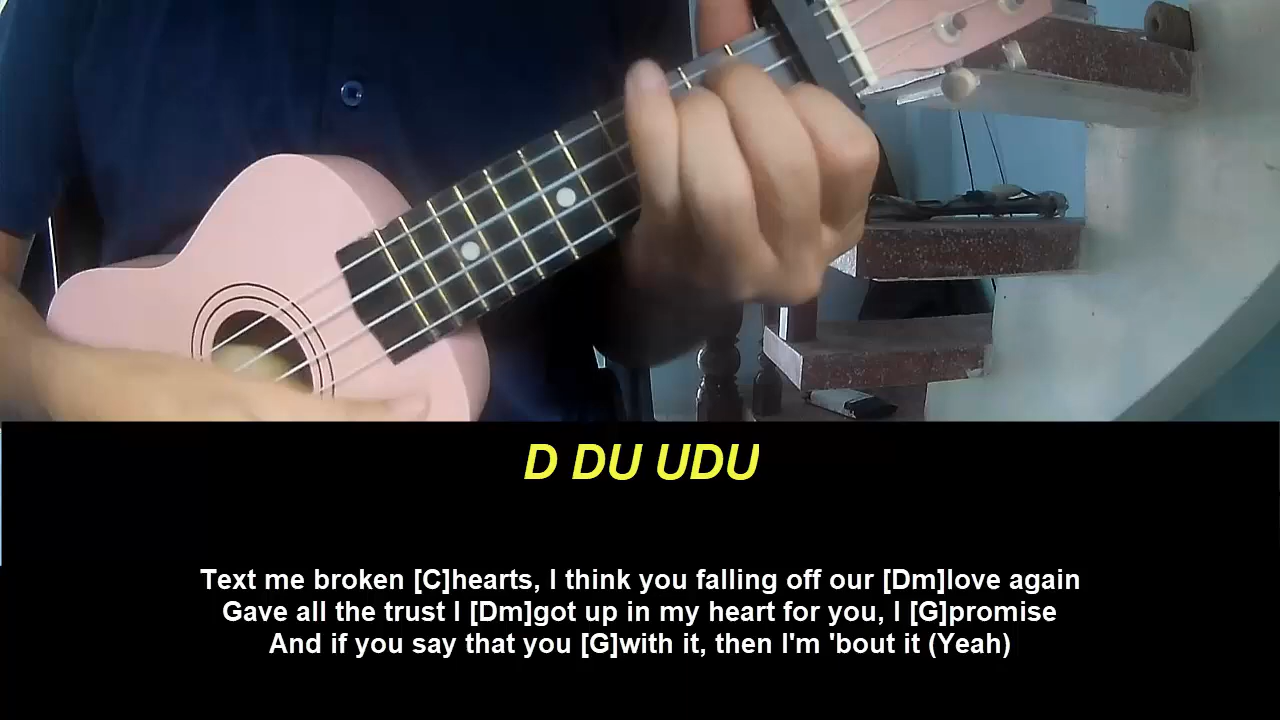 D DU UDU
Text me broken [C]hearts, I think you falling off our [Dm]love again
Gave all the trust I [Dm]got up in my heart for you, I [G]promise
And if you say that you [G]with it, then I'm 'bout it (Yeah)